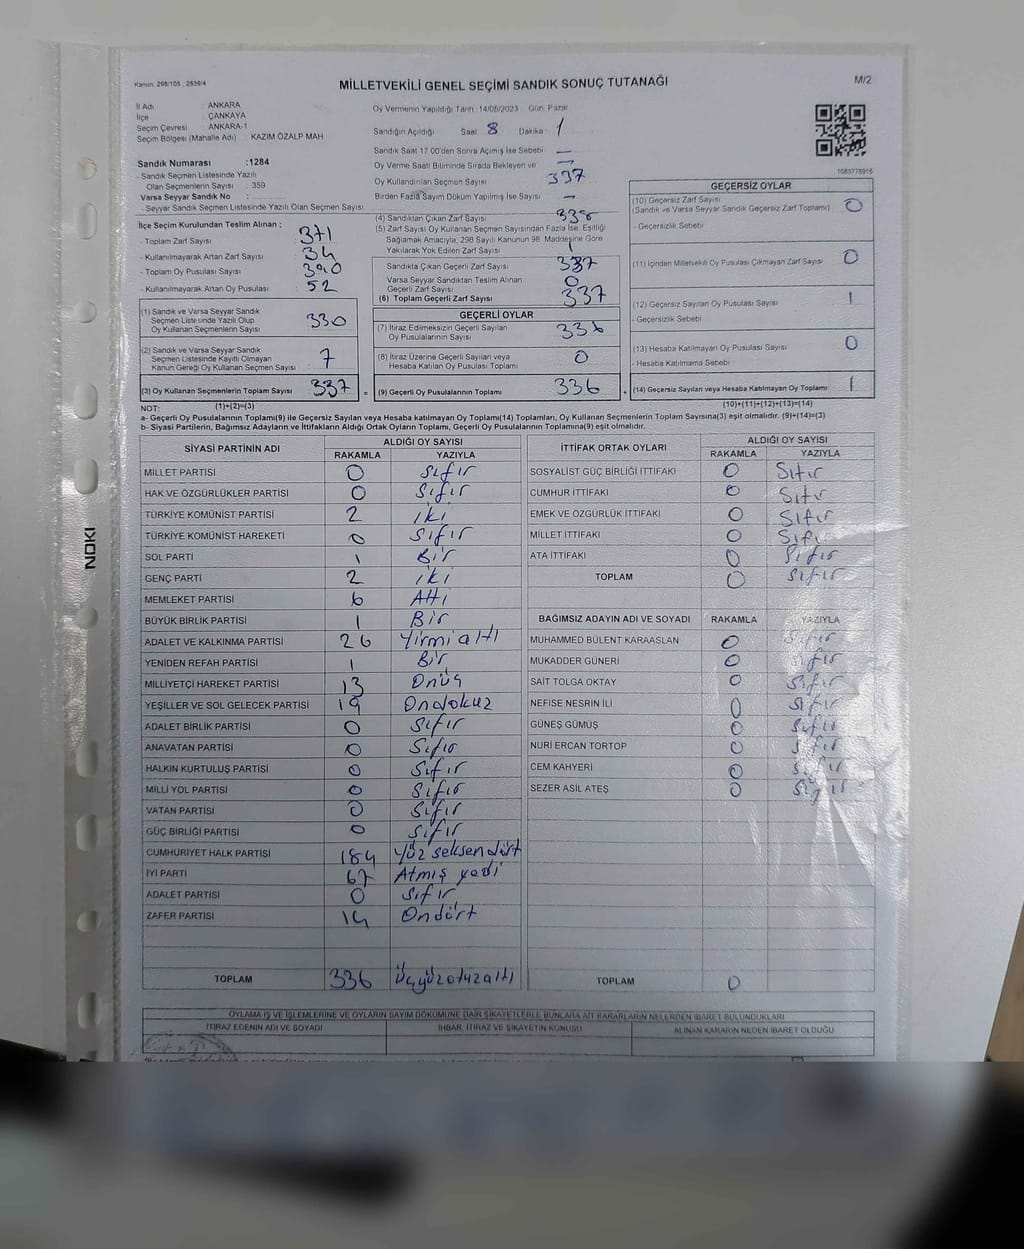 Kanun: 298/105 , 2839/4
MİLLETVEKİLİ GENEL SEÇİMİ SANDIK SONUÇ TUTANAĞI
M/2
İl Adı : ANKARA
İlçe : ÇANKAYA
Seçim Çevresi : ANKARA-1
Seçim Bölgesi (Mahalle Adı) : KAZIM ÖZALP MAH.
Sandık Numarası :1284
- Sandık Seçmen Listesinde Yazılı
Olan Seçmenlerin Sayısı : 359
Varsa Seyyar Sandık No :
- Seyyar Sandık Seçmen Listesinde Yazılı Olan Seçmen Sayısı
Oy Vermenin Yapıldığı Tarih :14/05/2023 Gün: Pazar
Sandığın Açıldığı Saat 8 Dakika : 1
Sandık Saat 17:00'den Sonra Açılmış İse Sebebi —
Oy Verme Saati Bitiminde Sırada Bekleyen ve —
Oy Kullandırılan Seçmen Sayısı 337
Birden Fazla Sayım Döküm Yapılmış İse Sayısı —
1083778915
İlçe Seçim Kurulundan Teslim Alınan ;
- Toplam Zarf Sayısı 371
- Kullanılmayarak Artan Zarf Sayısı : 34
- Toplam Oy Pusulası Sayısı 390
- Kullanılmayarak Artan Oy Pusulası : 52
(1) Sandık ve Varsa Seyyar Sandık
Seçmen Listesinde Yazılı Olup
Oy Kullanan Seçmenlerin Sayısı 330
(2) Sandık ve Varsa Seyyar Sandık
Seçmen Listesinde Kayıtlı Olmayan
Kanun Gereği Oy Kullanan Seçmen Sayısı 7
(3) Oy Kullanan Seçmenlerin Toplam Sayısı 337
(1)+(2)=(3)
(4) Sandıktan Çıkan Zarf Sayısı 338
(5) Zarf Sayısı Oy Kullanan Seçmen Sayısından Fazla İse, Eşitliği
Sağlamak Amacıyla, 298 Sayılı Kanunun 98. Maddesine Göre
Yakılarak Yok Edilen Zarf Sayısı 1
Sandıkta Çıkan Geçerli Zarf Sayısı 337
Varsa Seyyar Sandıktan Teslim Alınan
Geçerli Zarf Sayısı 0
(6) Toplam Geçerli Zarf Sayısı 337
GEÇERLİ OYLAR
(7) İtiraz Edilmeksizin Geçerli Sayılan
Oy Pusulalarının Sayısı 336
(8) İtiraz Üzerine Geçerli Sayılan veya
Hesaba Katılan Oy Pusulası Toplamı 0
= (9) Geçerli Oy Pusulalarının Toplamı 336
GEÇERSİZ OYLAR
(10) Geçersiz Zarf Sayısı
(Sandık ve Varsa Seyyar Sandık Geçersiz Zarf Toplamı) 0
- Geçersizlik Sebebi
(11) İçinden Milletvekili Oy Pusulası Çıkmayan Zarf Sayısı 0
(12) Geçersiz Sayılan Oy Pusulası Sayısı 1
- Geçersizlik Sebebi
(13) Hesaba Katılmayan Oy Pusulası Sayısı 0
- Hesaba Katılmama Sebebi
+ (14) Geçersiz Sayılan veya Hesaba Katılmayan Oy Toplamı 1
(10)+(11)+(12)+(13)=(14)
NOT:
a- Geçerli Oy Pusulalarının Toplamı(9) ile Geçersiz Sayılan veya Hesaba katılmayan Oy Toplamı(14) Toplamları, Oy Kullanan Seçmenlerin Toplam Sayısına(3) eşit olmalıdır. (9)+(14)=(3)
b- Siyasi Partilerin, Bağımsız Adayların ve İttifakların Aldığı Ortak Oyların Toplamı, Geçerli Oy Pusulalarının Toplamına(9) eşit olmalıdır.
SİYASİ PARTİNİN ADI ALDIĞI OY SAYISI
RAKAMLA YAZIYLA
MİLLET PARTİSİ 0 Sıfır
HAK VE ÖZGÜRLÜKLER PARTİSİ 0 Sıfır
TÜRKİYE KOMÜNİST PARTİSİ 2 iki
TÜRKİYE KOMÜNİST HAREKETİ 0 Sıfır
SOL PARTİ 1 Bir
GENÇ PARTİ 2 iki
MEMLEKET PARTİSİ 6 Altı
BÜYÜK BİRLİK PARTİSİ 1 Bir
ADALET VE KALKINMA PARTİSİ 26 Yirmialtı
YENİDEN REFAH PARTİSİ 1 Bir
MİLLİYETÇİ HAREKET PARTİSİ 13 Onüç
YEŞİLLER VE SOL GELECEK PARTİSİ 19 Ondokuz
ADALET BİRLİK PARTİSİ 0 Sıfır
ANAVATAN PARTİSİ 0 Sıfır
HALKIN KURTULUŞ PARTİSİ 0 Sıfır
MİLLİ YOL PARTİSİ 0 Sıfır
VATAN PARTİSİ 0 Sıfır
GÜÇ BİRLİĞİ PARTİSİ 0 Sıfır
CUMHURİYET HALK PARTİSİ 184 Yüz seksen dört
İYİ PARTİ 67 Atmış yedi
ADALET PARTİSİ 0 Sıfır
ZAFER PARTİSİ 14 Ondört
TOPLAM 336 Üçyüzotuzaltı
İTTİFAK ORTAK OYLARI ALDIĞI OY SAYISI
RAKAMLA YAZIYLA
SOSYALİST GÜÇ BİRLİĞİ İTTİFAKI 0 Sıfır
CUMHUR İTTİFAKI 0 Sıfır
EMEK VE ÖZGÜRLÜK İTTİFAKI 0 Sıfır
MİLLET İTTİFAKI 0 Sıfır
ATA İTTİFAKI 0 Sıfır
TOPLAM 0 Sıfır
BAĞIMSIZ ADAYIN ADI VE SOYADI RAKAMLA YAZIYLA
MUHAMMED BÜLENT KARAASLAN 0 Sıfır
MUKADDER GÜNERİ 0 Sıfır
SAİT TOLGA OKTAY 0 Sıfır
NEFİSE NESRİN İLİ 0 Sıfır
GÜNEŞ GÜMÜŞ 0 Sıfır
NURİ ERCAN TORTOP 0 Sıfır
CEM KAHYERİ 0 Sıfır
SEZER ASİL ATEŞ 0 Sıfır
TOPLAM 0
OYLAMA İŞ VE İŞLEMLERİNE VE OYLARIN SAYIM DÖKÜMÜNE DAİR ŞİKAYETLERLE BUNLARA AİT KARARLARIN NELERDEN İBARET BULUNDUKLARI
İTİRAZ EDENİN ADI VE SOYADI İHBAR, İTİRAZ VE ŞİKAYETİN KONUSU ALINAN KARARIN NEDEN İBARET OLDUĞU
NOKI